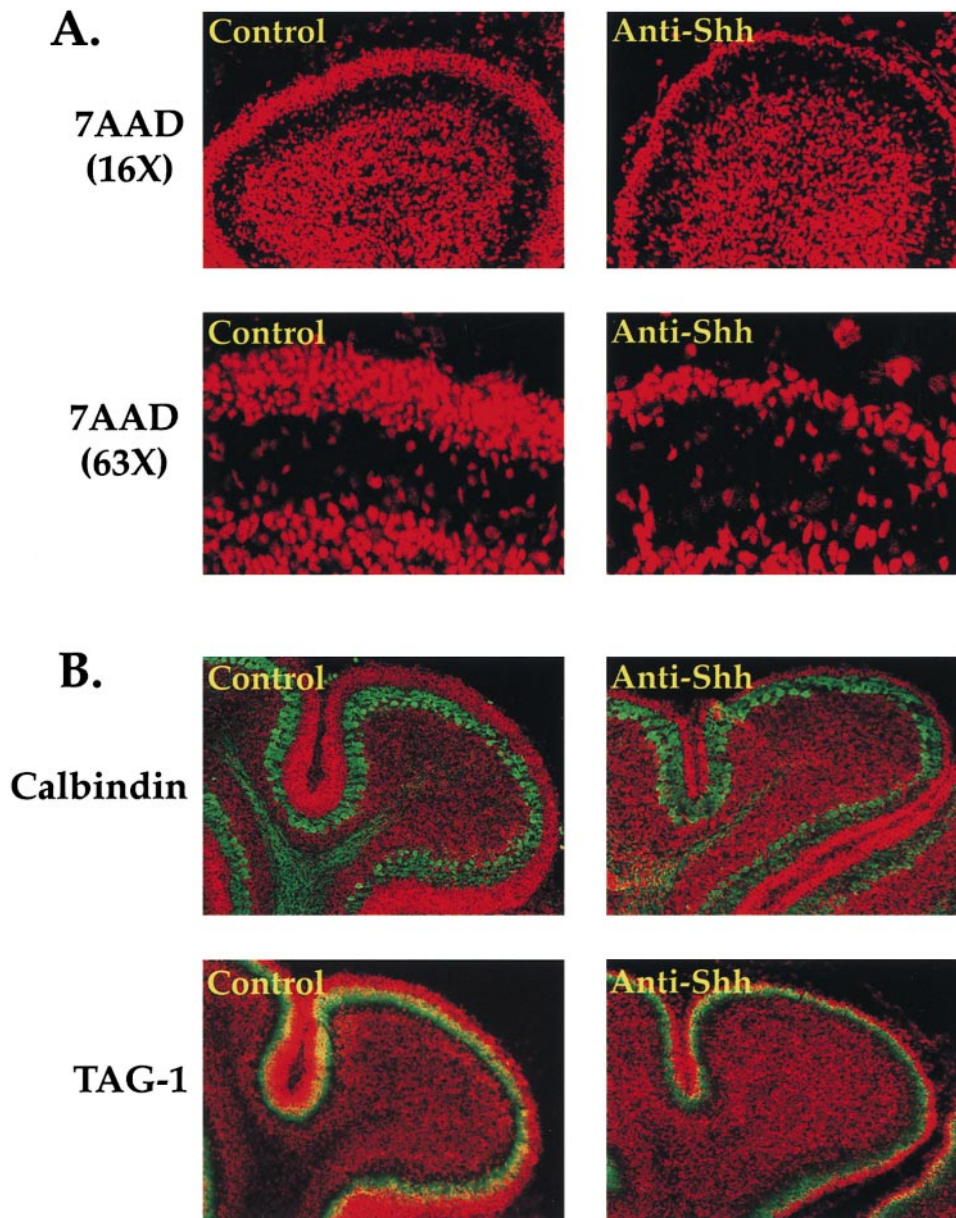 A.
Control
Anti-Shh
7AAD
(16X)
Control
Anti-Shh
7AAD
(63X)
B.
Control
Anti-Shh
Calbindin
Control
Anti-Shh
TAG-1